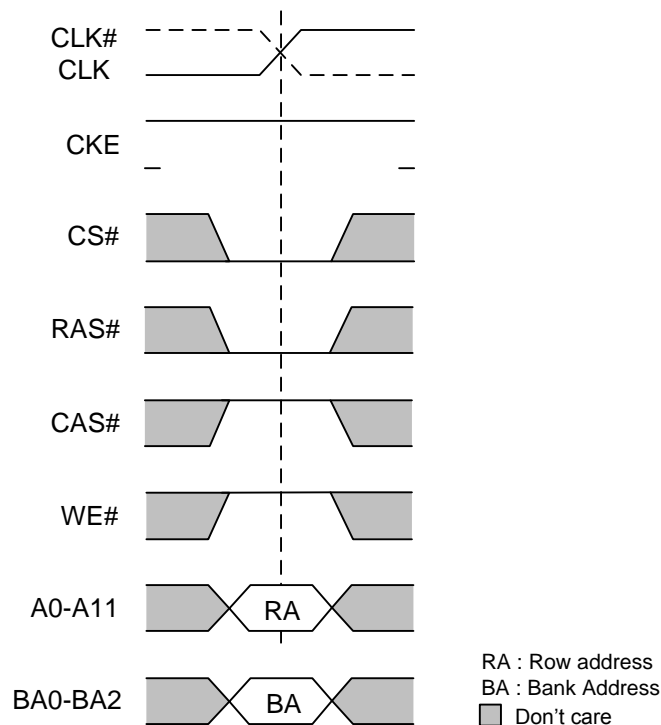 CLK#
CLK
CKE
CS#
RAS#
CAS#
WE#
A0-A11
RA
BA0-BA2
BA
RA : Row address
BA : Bank Address
Don't care